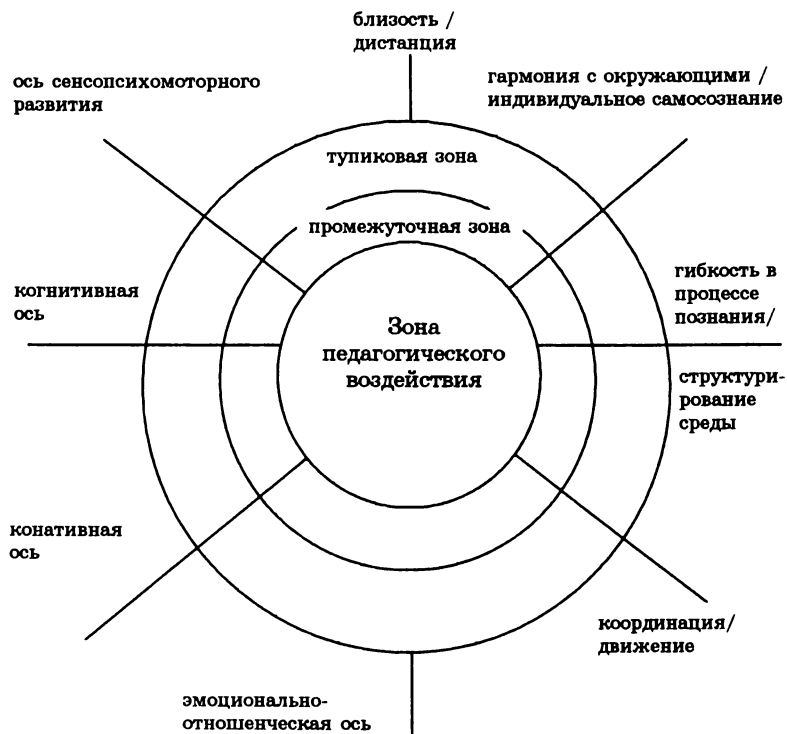 близость /
дистанция
ось сенсопсихомоторного
развития
гармония с окружающими /
индивидуальное самосознание
тупиковая зона
промежуточная зона
когнитивная
ось
гибкость в
процессе
познания/
Зона
педагогического
воздействия
структури-
рование
среды
конативная
ось
координация/
движение
эмоционально-
отношенческая ось